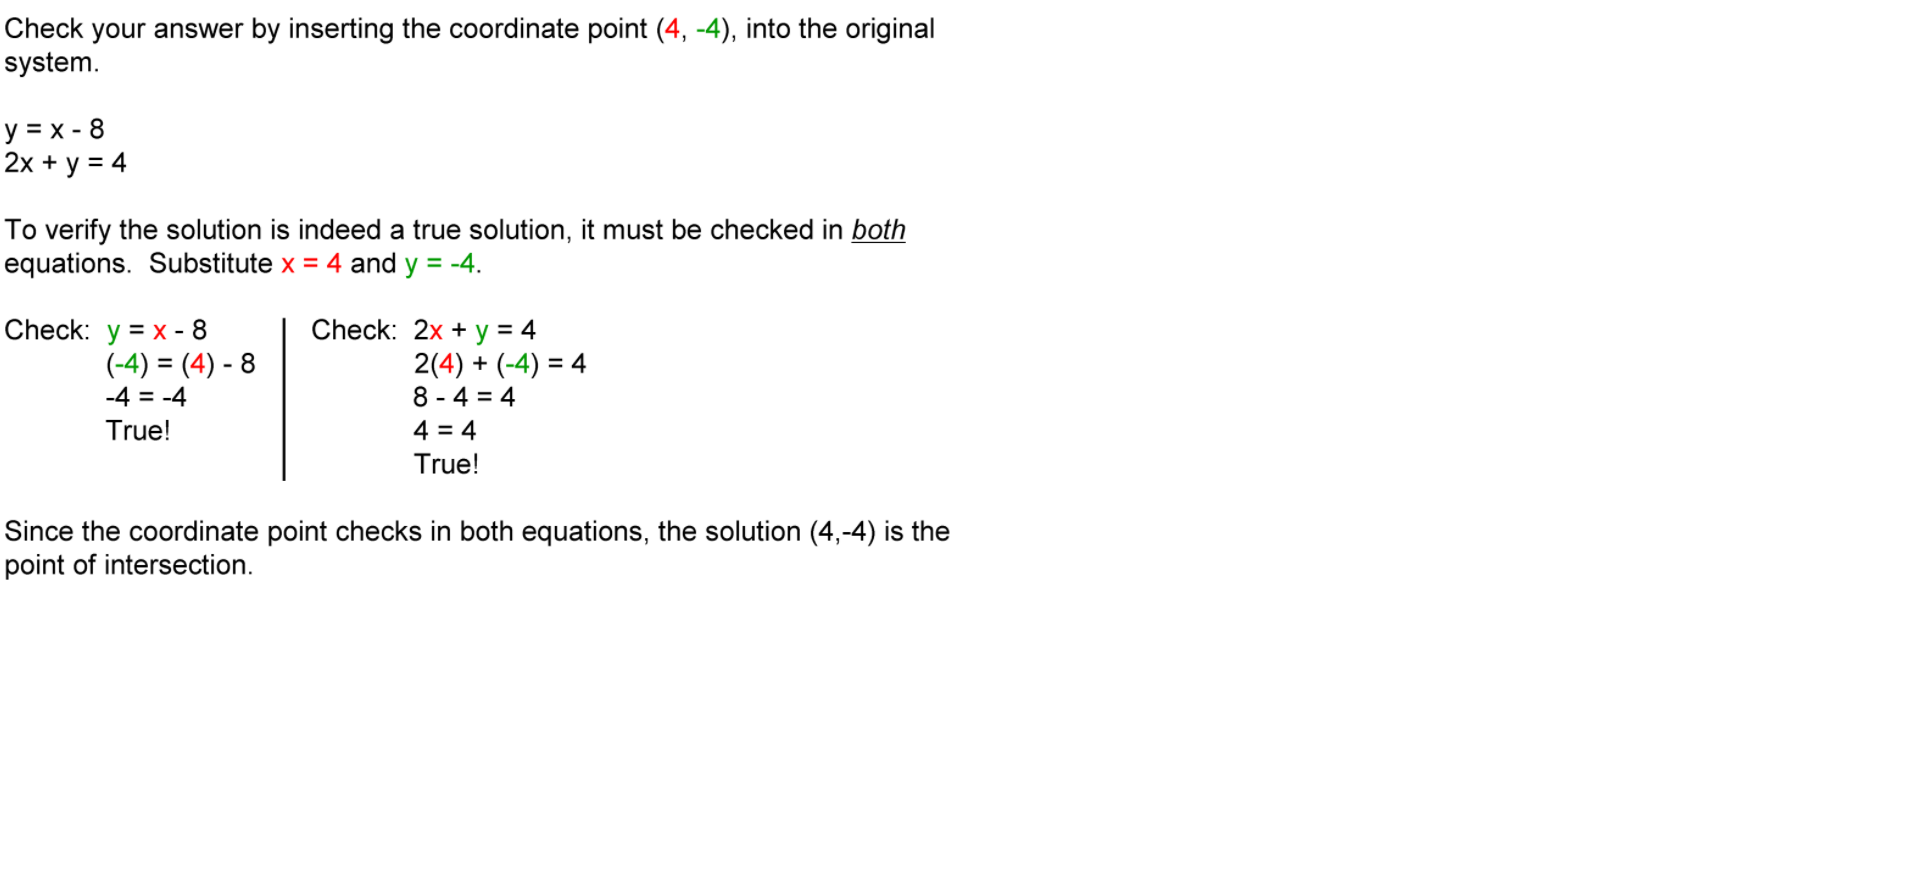 Check your answer by inserting the coordinate point (4, -4), into the original
system.
y = x - 8
2x + y = 4
To verify the solution is indeed a true solution, it must be checked in both
equations.  Substitute x = 4 and y = -4.
Check:  y = x - 8
(-4) = (4) - 8
-4 = -4
True!
Check:  2x + y = 4
2(4) + (-4) = 4
8 - 4 = 4
4 = 4
True!
Since the coordinate point checks in both equations, the solution (4,-4) is the
point of intersection.